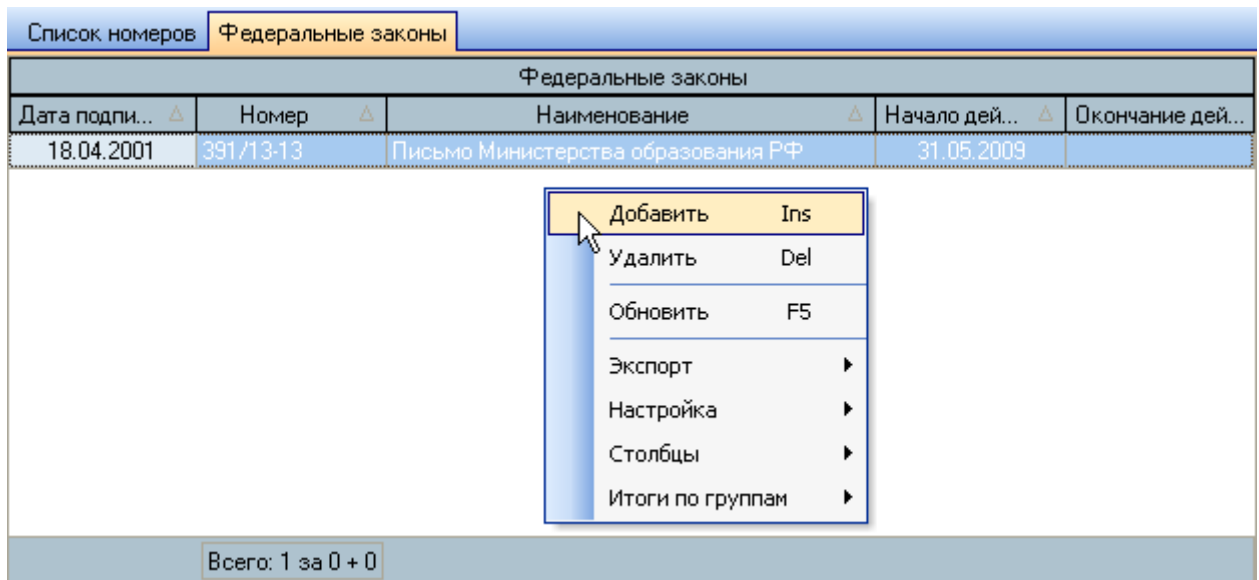 Список номеров Федеральные законы
Федеральные законы
Дата подпи... Номер Наименование Начало дей... Окончание дей...
18.04.2001 391/13-13 Письмо Министерства образования РФ 31.05.2009
Добавить Ins
Удалить Del
Обновить F5
Экспорт
Настройка
Столбцы
Итоги по группам
Всего: 1 за 0 + 0